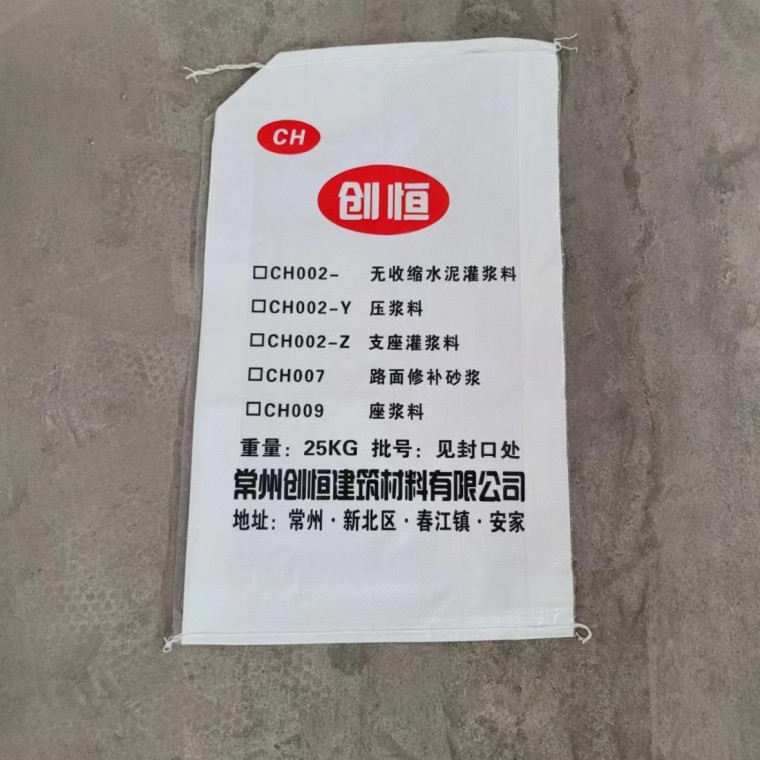 CH
创恒
□CH002- 无收缩水泥灌浆料
□CH002-Y 压浆料
□CH002-Z 支座灌浆料
□CH007 路面修补砂浆
□CH009 座浆料
重量：25KG 批号：见封口处
常州创恒建筑材料有限公司
地址：常州·新北区·春江镇·安家